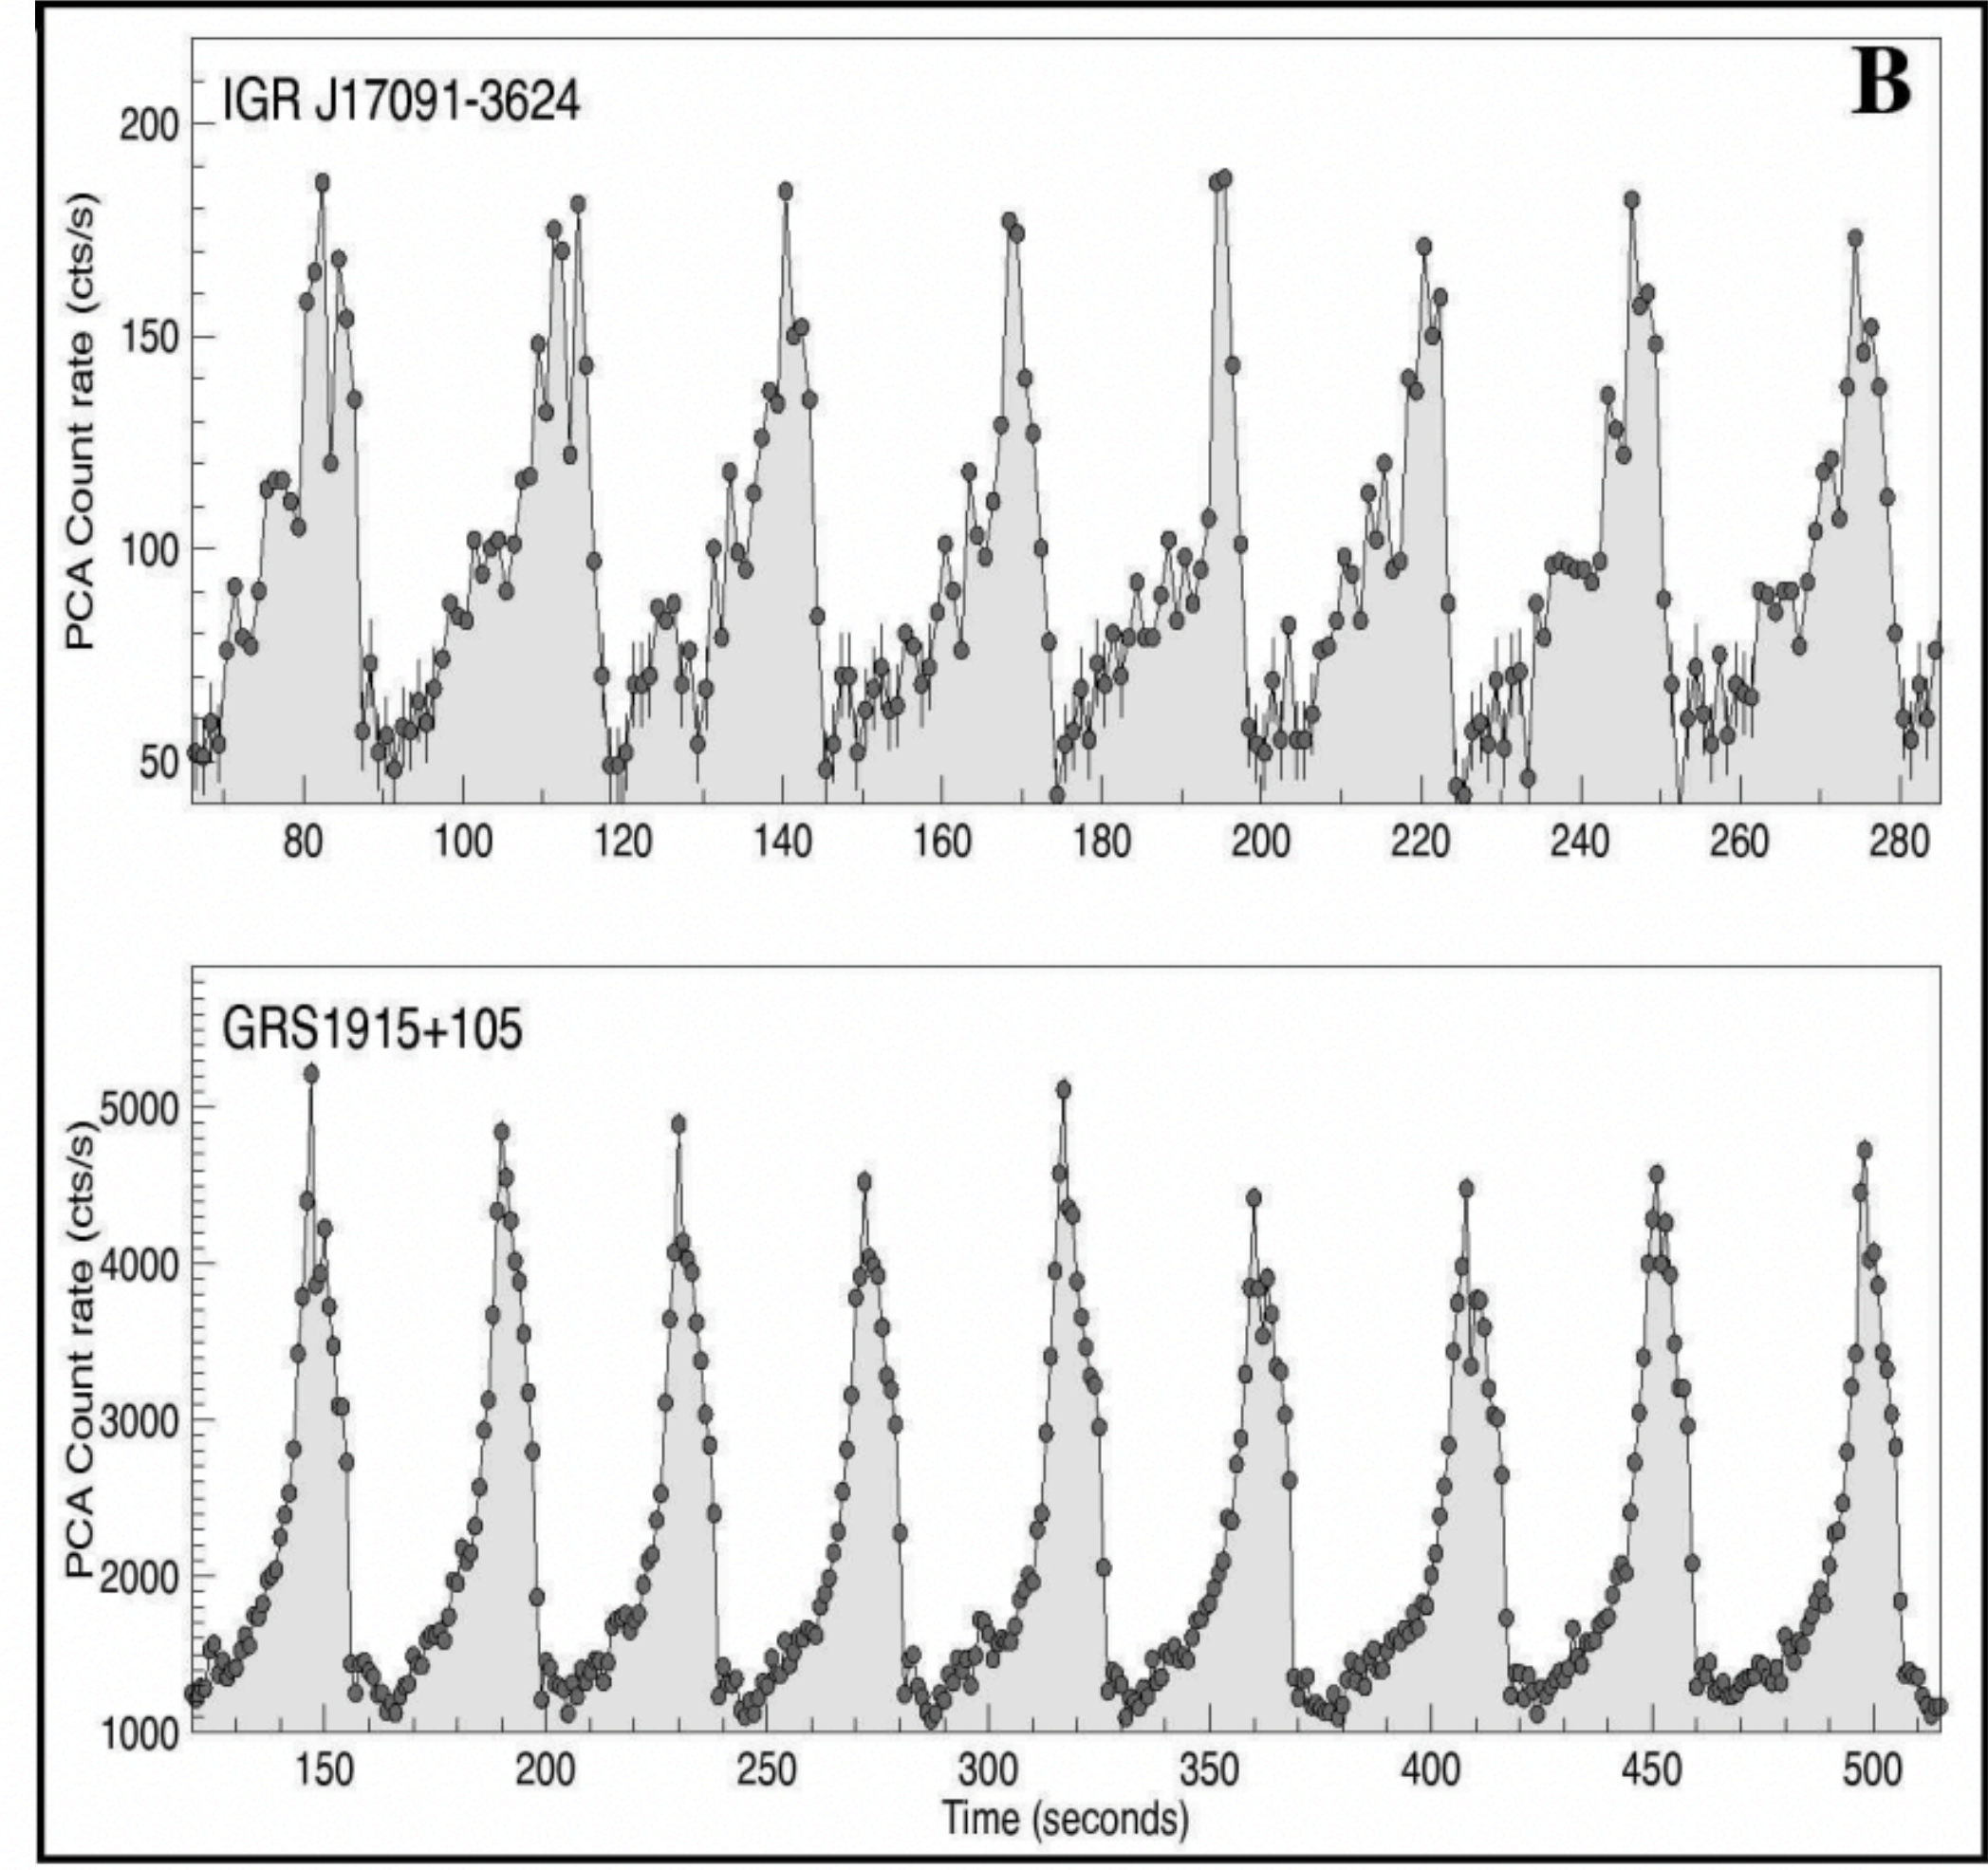 B
IGR J17091-3624
PCA Count rate (cts/s)
200
150
100
50
80 100 120 140 160 180 200 220 240 260 280
GRS1915+105
PCA Count rate (cts/s)
5000
4000
3000
2000
1000
150 200 250 300 350 400 450 500
Time (seconds)